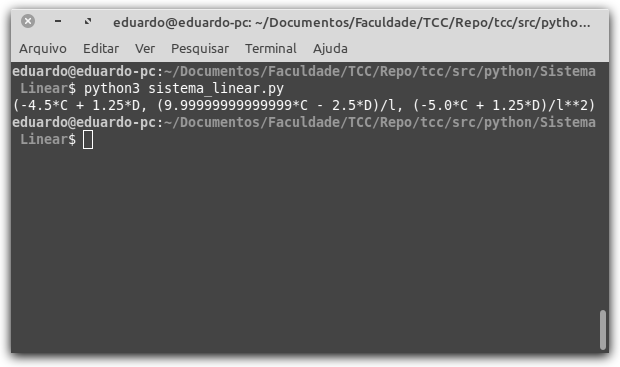 eduardo@eduardo-pc: ~/Documentos/Faculdade/TCC/Repo/tcc/src/pytho...
Arquivo Editar Ver Pesquisar Terminal Ajuda
eduardo@eduardo-pc:~/Documentos/Faculdade/TCC/Repo/tcc/src/python/Sistema
Linear$ python3 sistema_linear.py
(-4.5*C + 1.25*D, (9.99999999999999*C - 2.5*D)/l, (-5.0*C + 1.25*D)/l**2)
eduardo@eduardo-pc:~/Documentos/Faculdade/TCC/Repo/tcc/src/python/Sistema
Linear$